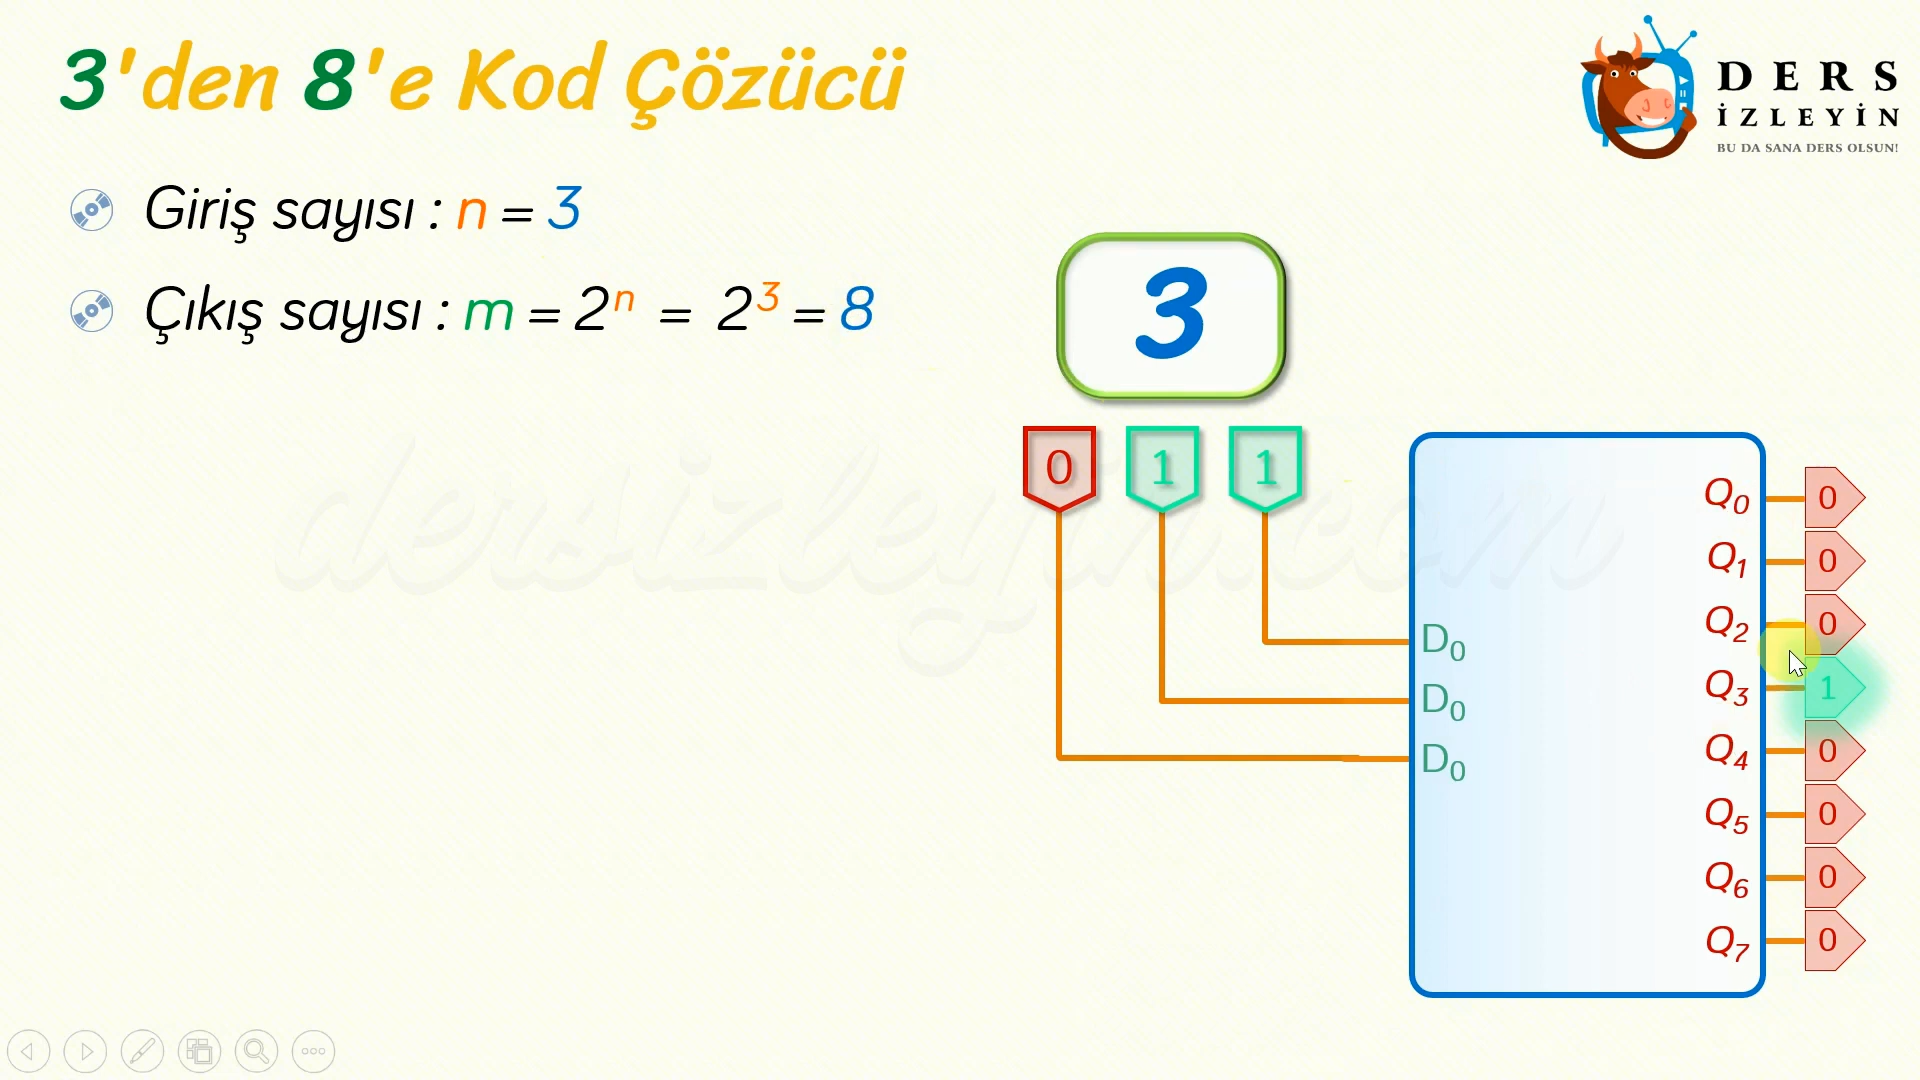 3'den 8'e Kod Çözücü
DERS
İZLEYİN
BU DA SANA DERS OLSUN!
Giriş sayısı : n = 3
Çıkış sayısı : m = 2ⁿ = 2³ = 8
3
0 1 1
dersizleyin.com
Q₀ 0
Q₁ 0
Q₂ 0
D₀
Q₃ 1
D₀
Q₄ 0
D₀
Q₅ 0
Q₆ 0
Q₇ 0